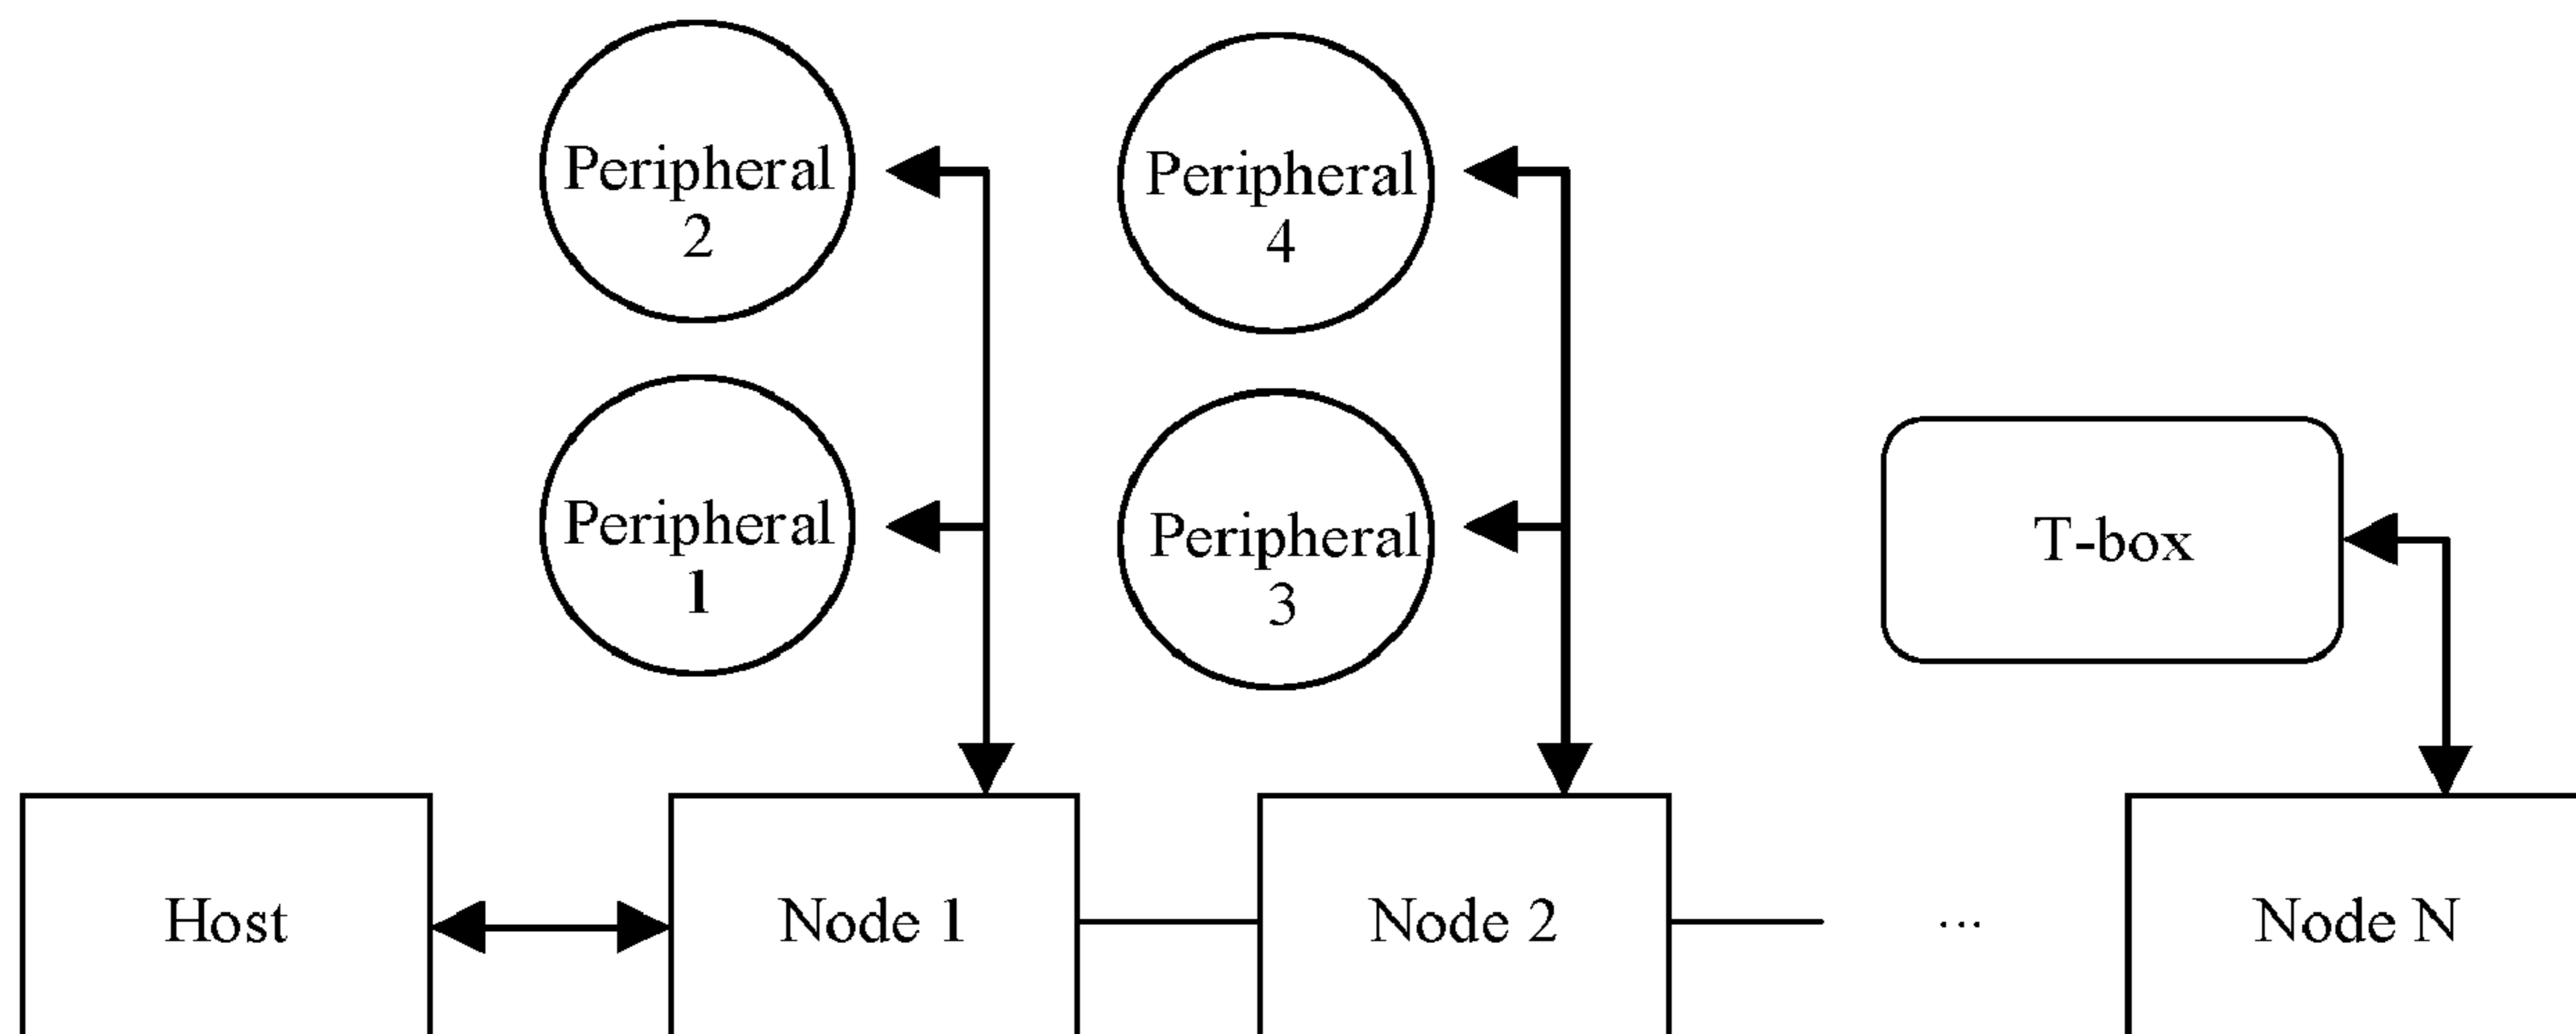 Peripheral
2
Peripheral
4
Peripheral
1
Peripheral
3
T-box
Host
Node 1
Node 2
...
Node N